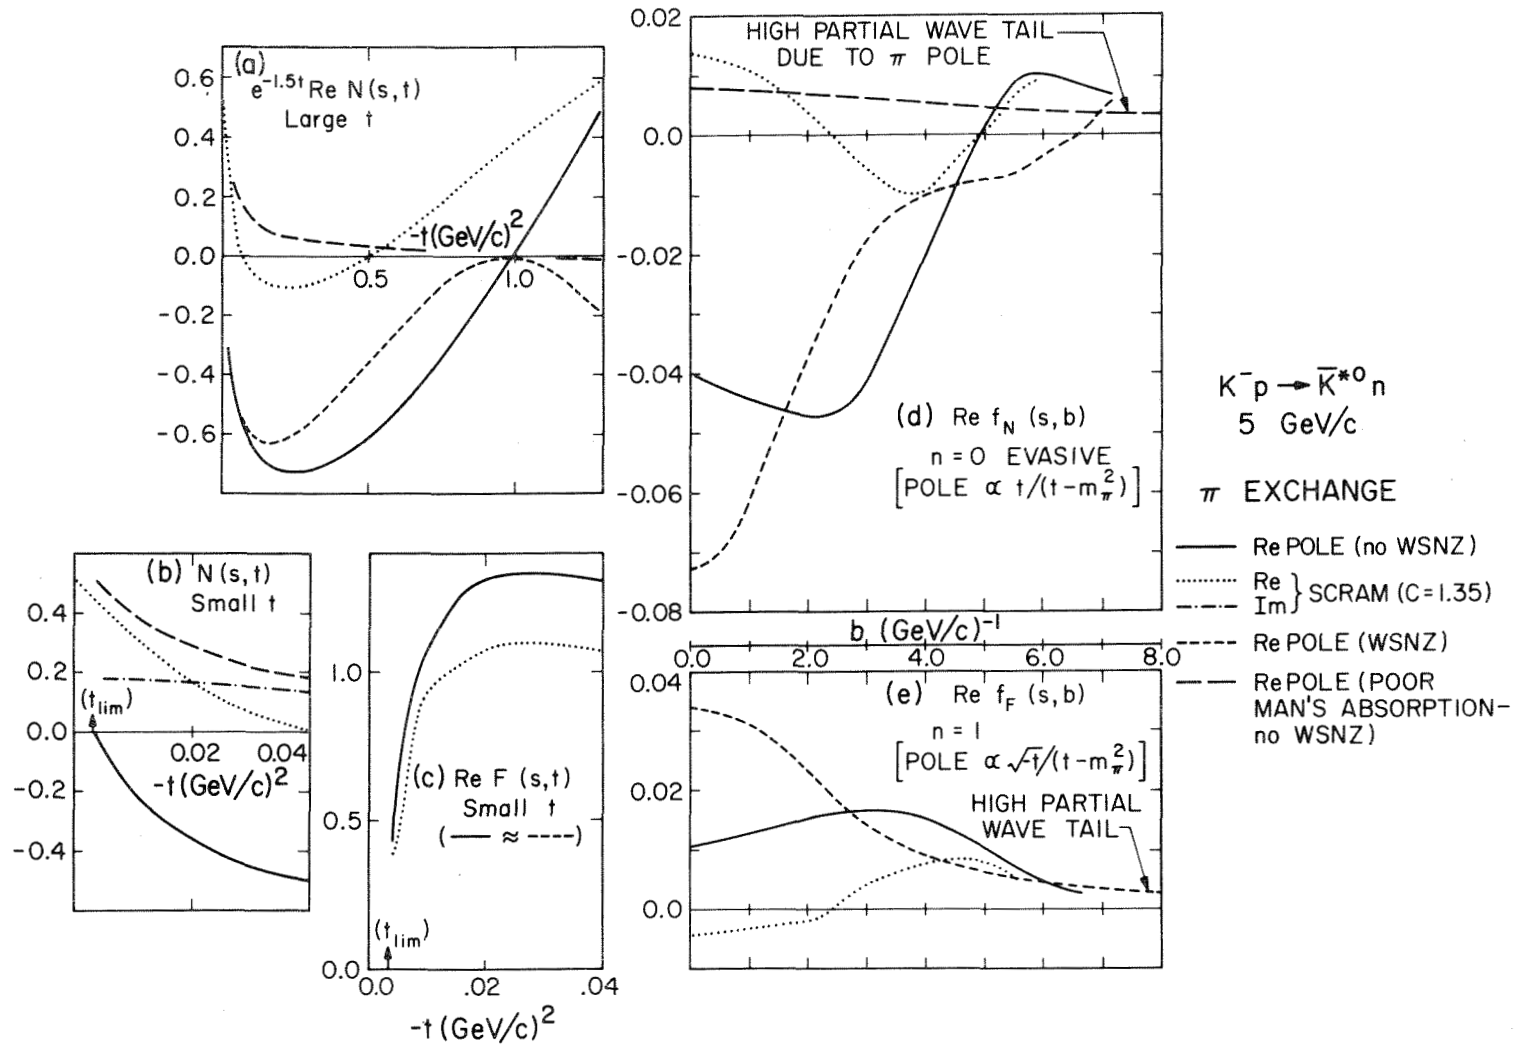 (a)
e^-1.5t Re N(s,t)
Large t
0.6
0.4
0.2
0.0
-0.2
-0.4
-0.6
-t(GeV/c)^2
0.5 1.0
(b) N(s,t)
Small t
0.4
0.2
(t_lim)
0.0
0.02 0.04
-t(GeV/c)^2
-0.2
-0.4
1.0
0.5
0.0
(c) Re F (s,t)
Small t
(—— ≈ ----)
(t_lim)
0.0 .02 .04
-t(GeV/c)^2
0.02
0.0
-0.02
-0.04
-0.06
-0.08
HIGH PARTIAL WAVE TAIL
DUE TO π POLE
(d) Re f_N (s,b)
n = 0 EVASIVE
[POLE ∝ t/(t-m_π^2)]
b (GeV/c)^-1
0.0 2.0 4.0 6.0 8.0
0.04
0.02
0.0
(e) Re f_F (s,b)
n = 1
[POLE ∝ √-t/(t-m_π^2)]
HIGH PARTIAL
WAVE TAIL
K^- p → K̄*^0 n
5 GeV/c
π EXCHANGE
Re POLE (no WSNZ)
Re
Im } SCRAM (C=1.35)
Re POLE (WSNZ)
Re POLE (POOR
MAN'S ABSORPTION-
no WSNZ)